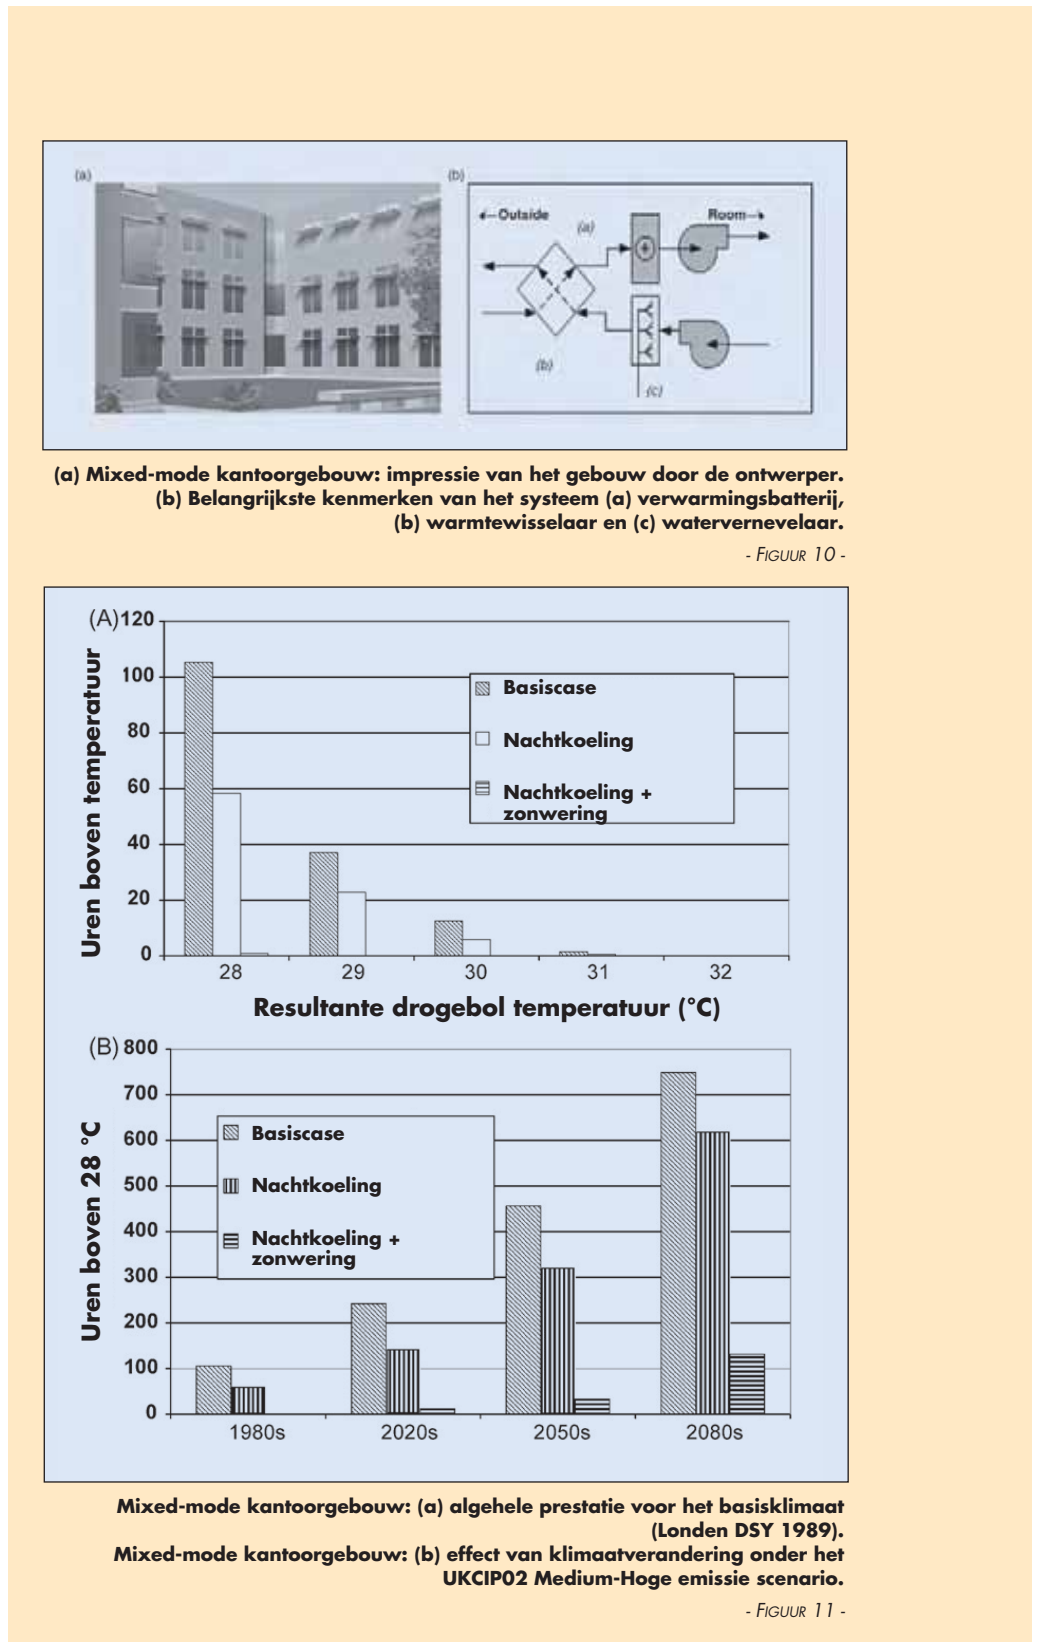 (a)
(b)
←Outside
Room→
(a)
(b)
(c)
(a) Mixed-mode kantoorgebouw: impressie van het gebouw door de ontwerper.
(b) Belangrijkste kenmerken van het systeem (a) verwarmingsbatterij,
(b) warmtewisselaar en (c) watervernevelaar.
- FIGUUR 10 -
(A)
Uren boven temperatuur
120
100
80
60
40
20
0
Basiscase
Nachtkoeling
Nachtkoeling +
zonwering
28 29 30 31 32
Resultante drogebol temperatuur (°C)
(B)
Uren boven 28 °C
800
700
600
500
400
300
200
100
0
Basiscase
Nachtkoeling
Nachtkoeling +
zonwering
1980s 2020s 2050s 2080s
Mixed-mode kantoorgebouw: (a) algehele prestatie voor het basisklimaat
(Londen DSY 1989).
Mixed-mode kantoorgebouw: (b) effect van klimaatverandering onder het
UKCIP02 Medium-Hoge emissie scenario.
- FIGUUR 11 -